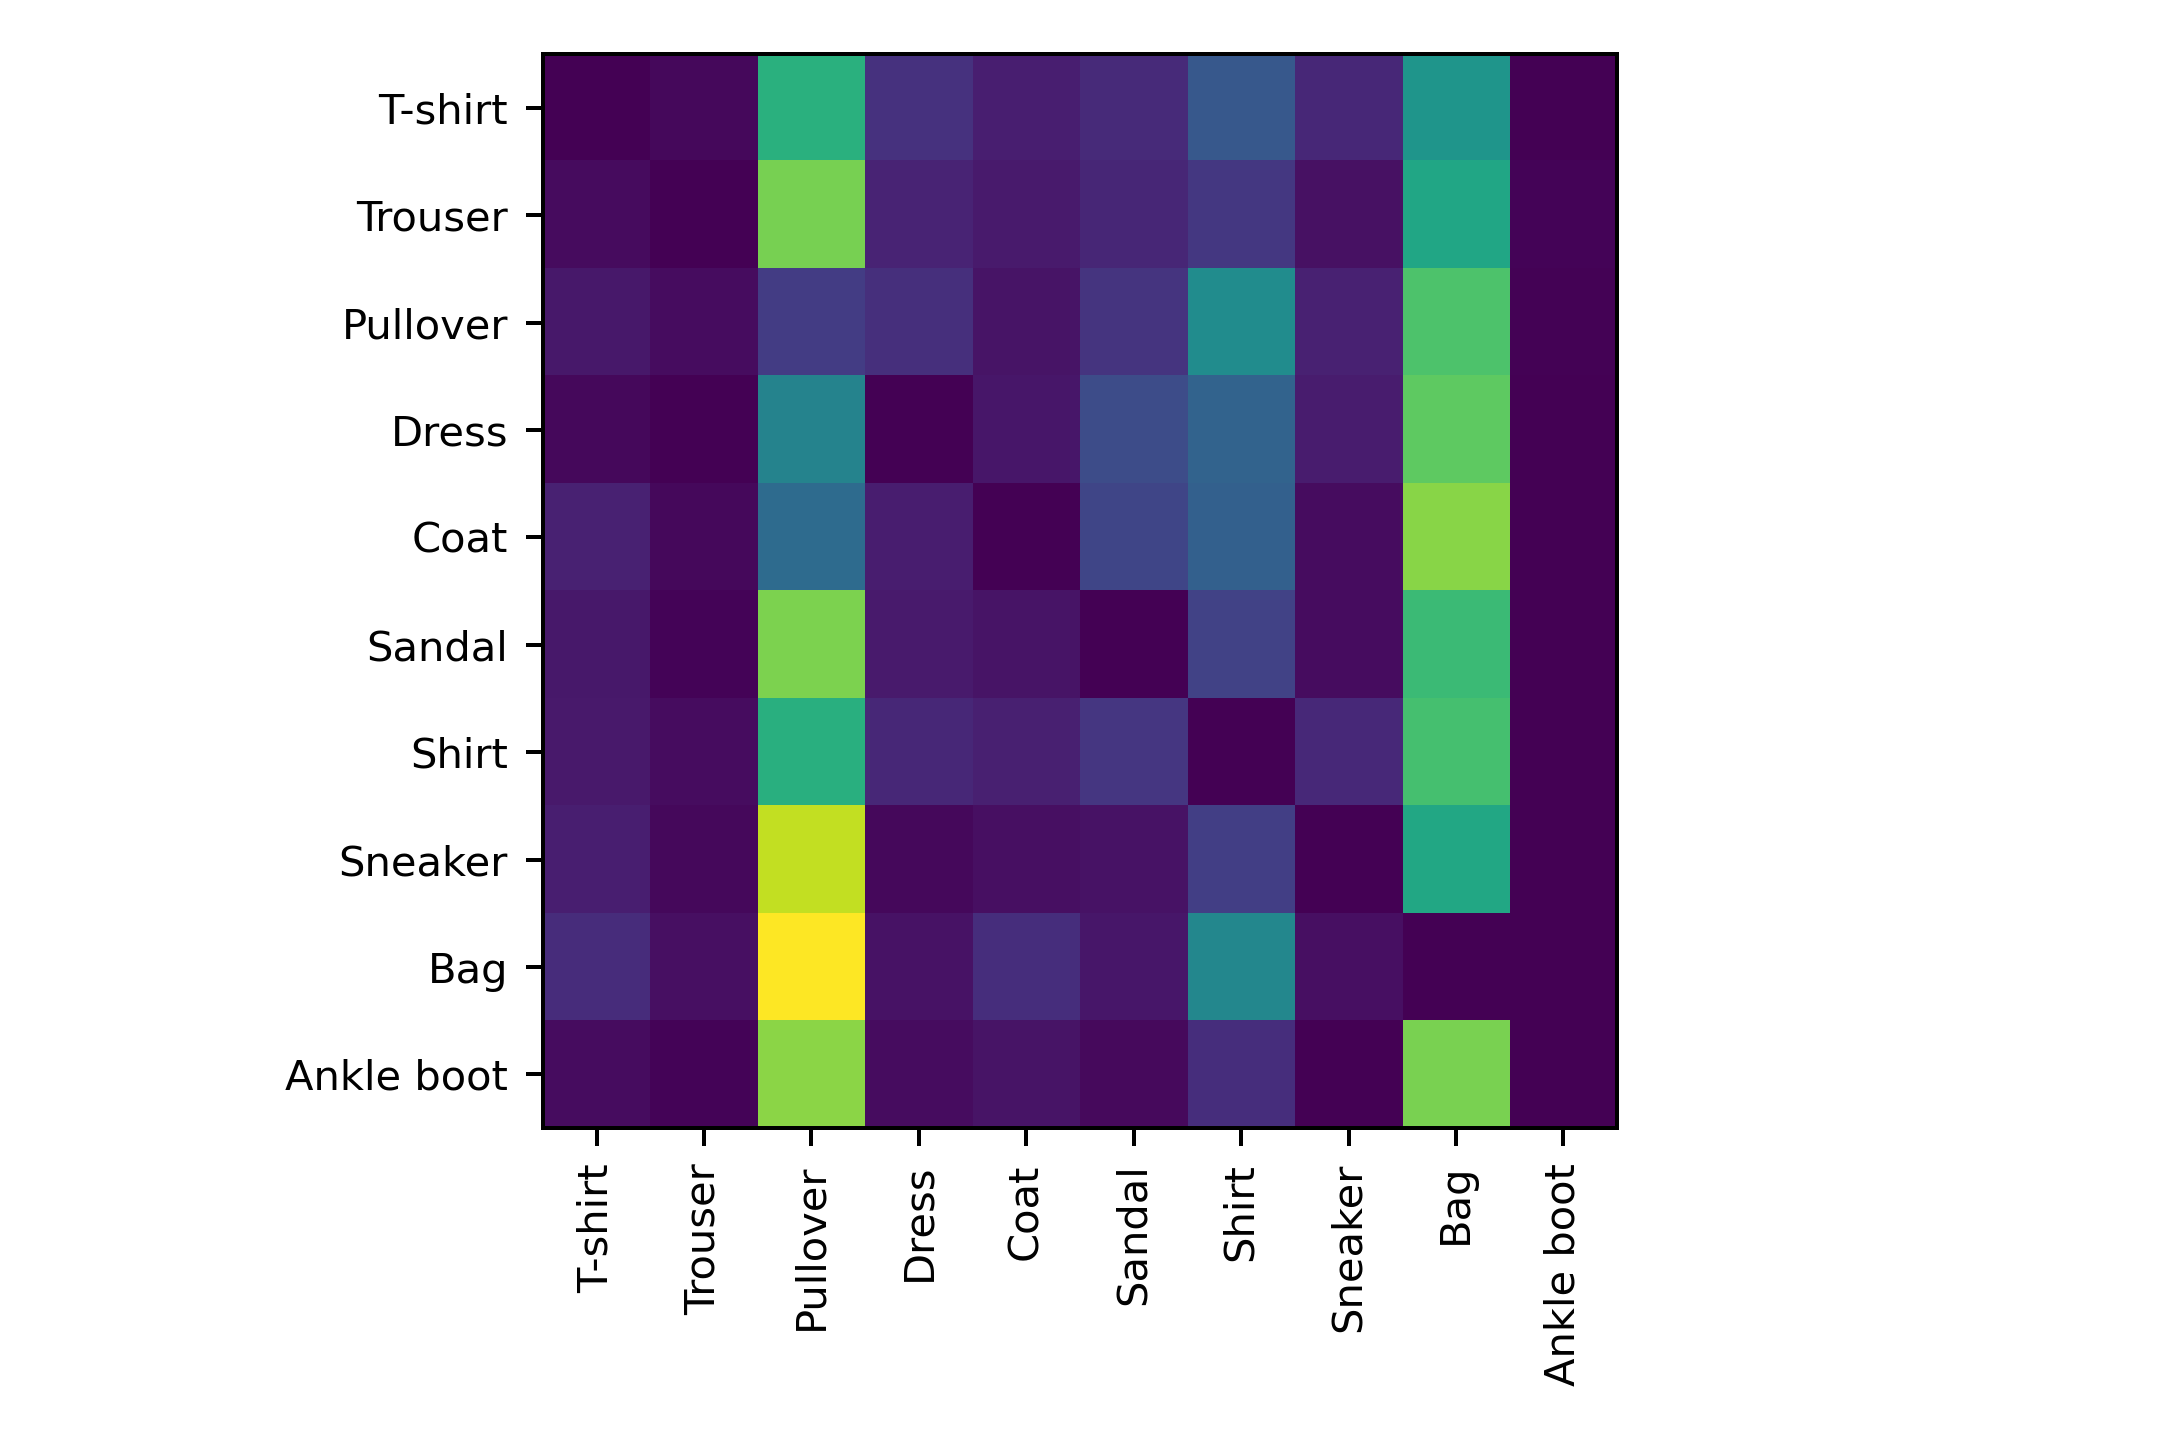 T-shirt
Trouser
Pullover
Dress
Coat
Sandal
Shirt
Sneaker
Bag
Ankle boot
T-shirt
Trouser
Pullover
Dress
Coat
Sandal
Shirt
Sneaker
Bag
Ankle boot